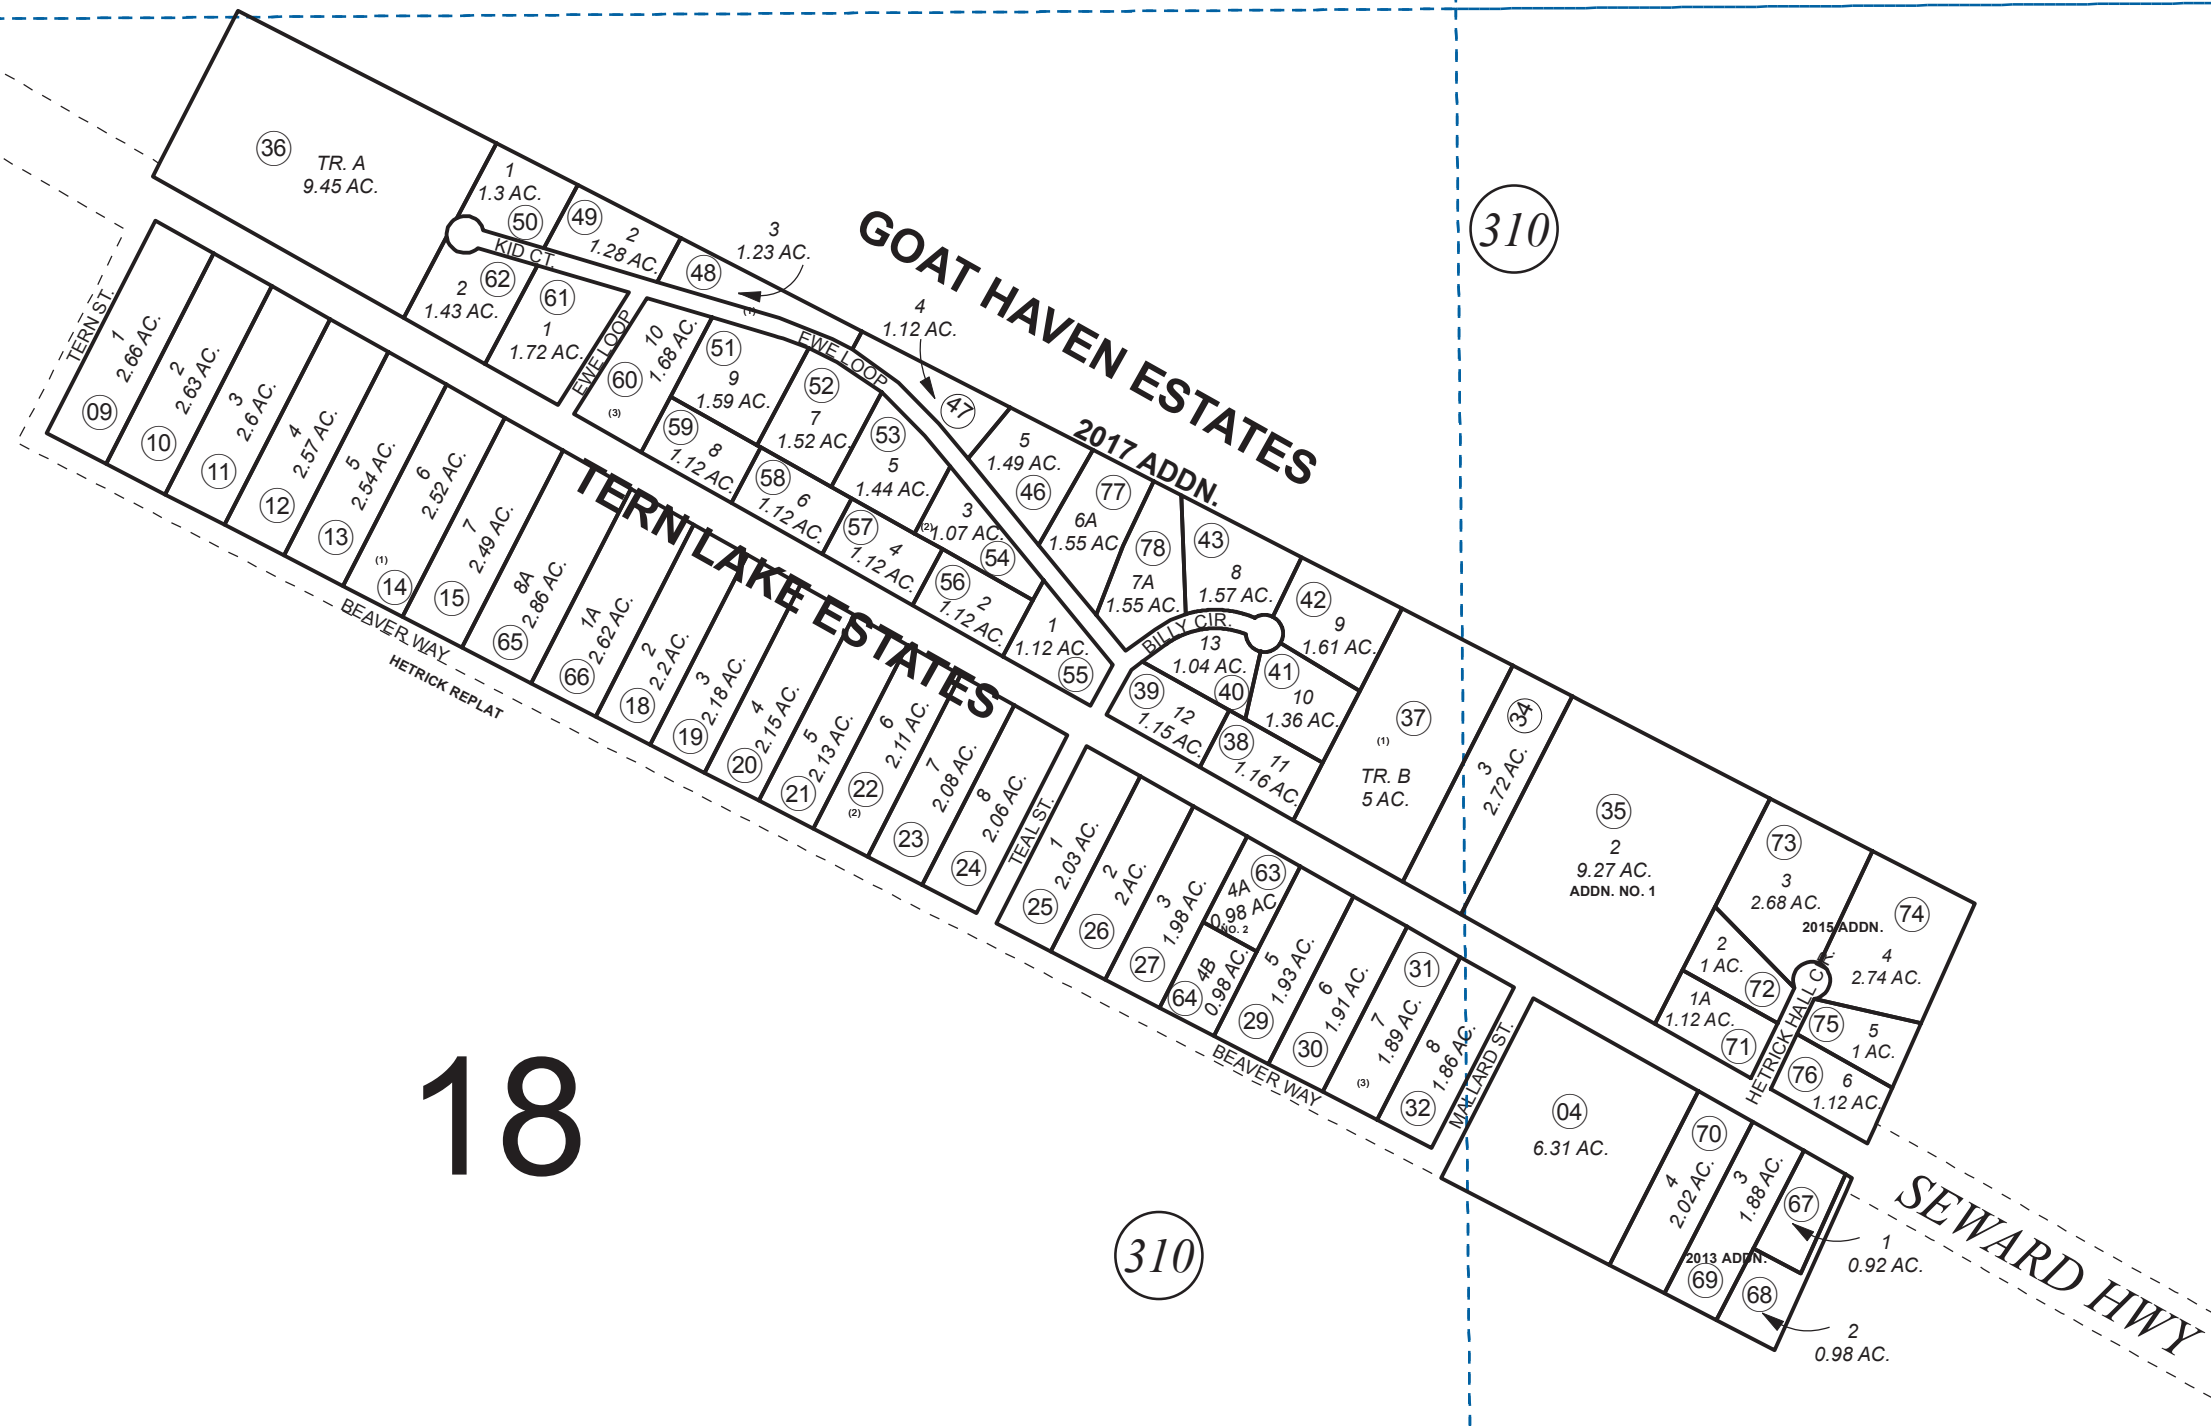 36
TR. A
9.45 AC.
1
1.3 AC.
50
49
2
1.28 AC.
48
3
1.23 AC.
KID CT.
62
2
1.43 AC.
61
1
1.72 AC.
EWE LOOP
(3)
EWE LOOP
4
1.12 AC.
47
GOAT HAVEN ESTATES
2017 ADDN.
310
10
1.68 AC.
60
(3)
51
9
1.59 AC.
52
7
1.52 AC.
53
5
1.44 AC.
59
8
1.12 AC.
58
6
1.12 AC.
57
4
1.12 AC.
(2)
3
1.07 AC.
54
56
2
1.12 AC.
1
1.12 AC.
55
5
1.49 AC.
46
77
6A
1.55 AC.
78
7A
1.55 AC.
43
8
1.57 AC.
42
9
1.61 AC.
BILLY CIR.
13
1.04 AC.
40
41
10
1.36 AC.
39
12
1.15 AC.
38
11
1.16 AC.
37
(1)
TR. B
5 AC.
34
3
2.72 AC.
35
2
9.27 AC.
ADDN. NO. 1
73
3
2.68 AC.
2015 ADDN.
74
4
2.74 AC.
2
1 AC.
72
1A
1.12 AC.
71
HETRICK HALL CIR.
75
5
1 AC.
76
6
1.12 AC.
TERN ST.
1
2.66 AC.
09
2
2.63 AC.
10
3
2.6 AC.
11
4
2.57 AC.
12
5
2.54 AC.
13
6
2.52 AC.
(1)
14
7
2.49 AC.
15
8A
2.86 AC.
65
1A
2.62 AC.
66
2
2.2 AC.
18
3
2.18 AC.
19
4
2.15 AC.
20
5
2.13 AC.
21
6
2.11 AC.
22
(2)
7
2.08 AC.
23
8
2.06 AC.
24
TERN LAKE ESTATES
BEAVER WAY
HETRICK REPLAT
TEAL ST.
1
2.03 AC.
25
2
2 AC.
26
3
1.98 AC.
27
63
4A
0.98 AC
NO. 2
4B
0.98 AC.
64
5
1.93 AC.
29
6
1.91 AC.
30
31
7
1.89 AC.
(3)
8
1.86 AC.
32
BEAVER WAY
MALLARD ST.
04
6.31 AC.
70
4
2.02 AC.
3
1.88 AC.
2013 ADDN.
69
67
1
0.92 AC.
68
2
0.98 AC.
SEWARD HWY
18
310